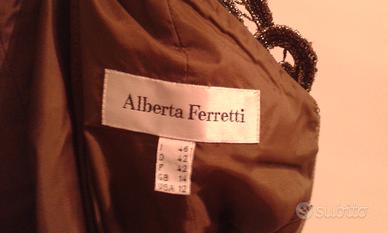 Alberta Ferretti
I 46
D 42
F 42
GB 14
USA 12
subito